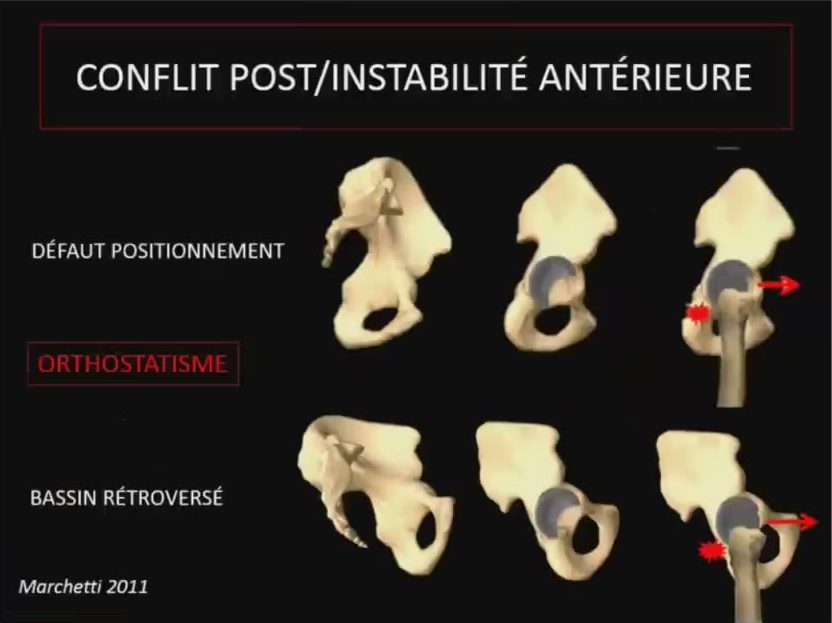 CONFLIT POST/INSTABILITÉ ANTÉRIEURE
DÉFAUT POSITIONNEMENT
ORTHOSTATISME
BASSIN RÉTROVERSÉ
Marchetti 2011